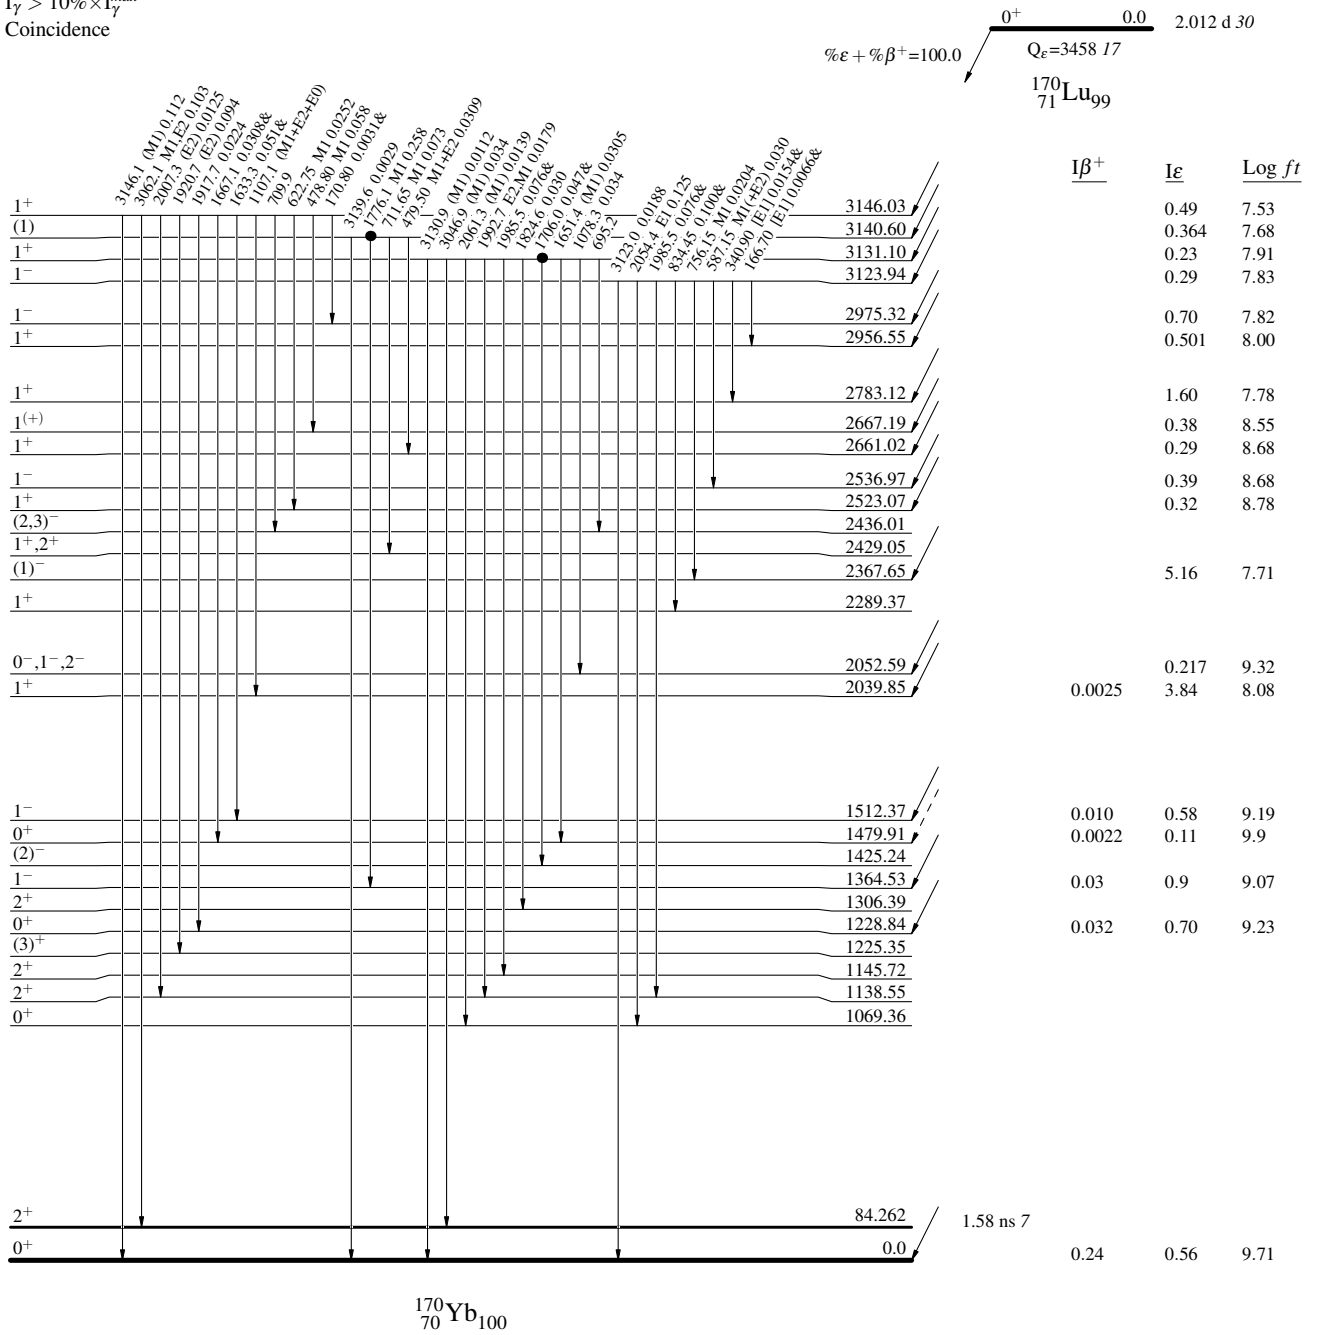 Iγ > 10%×Iγmax
Coincidence
0+ 0.0 2.012 d 30
%ε + %β+=100.0
Qε=3458 17
170 71 Lu99
3146.1 (M1) 0.112
3062.1 M1,E2 0.103
2007.3 (E2) 0.0125
1920.7 (E2) 0.094
1917.7 0.0224
1667.1 0.0308&
1633.3 0.051&
1107.1 (M1+E2+E0)
709.9
622.75 M1 0.0252
478.80 M1 0.058
170.80 0.0031&
3139.6 0.0029
1776.1 M1 0.258
711.65 M1 0.073
479.50 M1+E2 0.0309
3130.9 (M1) 0.0112
3046.9 (M1) 0.034
2061.3 (M1) 0.0139
1992.7 E2,M1 0.0179
1985.5 0.076&
1824.6 0.030
1706.0 0.047&
1651.4 (M1) 0.0305
1078.3 0.034
695.2
3123.0 0.0188
2054.4 E1 0.125
1985.5 0.076&
834.45 0.100&
756.15 M1 0.0204
587.15 M1(+E2) 0.030
340.90 [E1] 0.0154&
166.70 [E1] 0.0066&
Iβ+ Iε Log ft
1+ 3146.03 0.49 7.53
(1) 3140.60 0.364 7.68
1+ 3131.10 0.23 7.91
1− 3123.94 0.29 7.83
1− 2975.32 0.70 7.82
1+ 2956.55 0.501 8.00
1+ 2783.12 1.60 7.78
1(+) 2667.19 0.38 8.55
1+ 2661.02 0.29 8.68
1− 2536.97 0.39 8.68
1+ 2523.07 0.32 8.78
(2,3)− 2436.01
1+,2+ 2429.05
(1)− 2367.65 5.16 7.71
1+ 2289.37
0−,1−,2− 2052.59 0.217 9.32
1+ 2039.85 0.0025 3.84 8.08
1− 1512.37 0.010 0.58 9.19
0+ 1479.91 0.0022 0.11 9.9
(2)− 1425.24
1− 1364.53 0.03 0.9 9.07
2+ 1306.39
0+ 1228.84 0.032 0.70 9.23
(3)+ 1225.35
2+ 1145.72
2+ 1138.55
0+ 1069.36
2+ 84.262 1.58 ns 7
0+ 0.0 0.24 0.56 9.71
170 70 Yb100